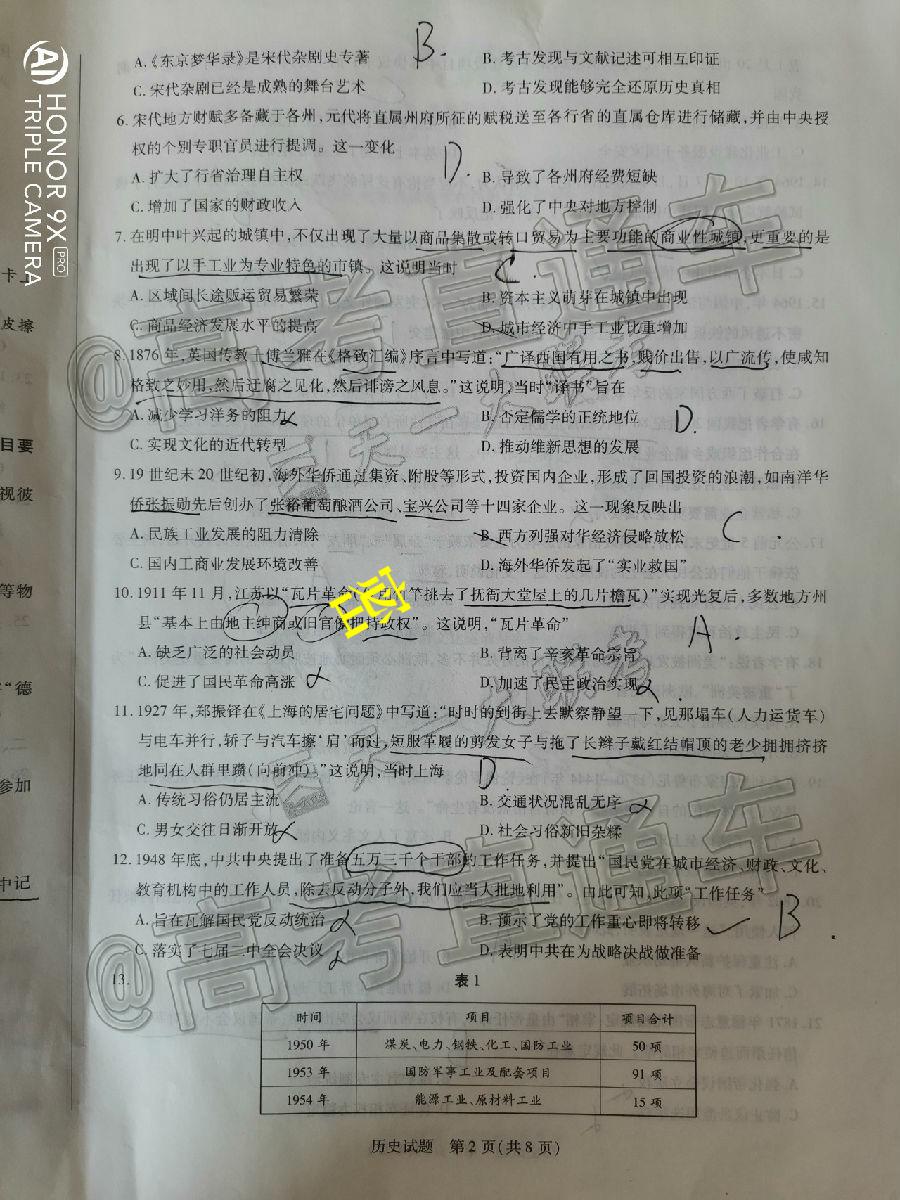 B.
A.《东京梦华录》是宋代杂剧史专著
B.考古发现与文献记述可相互印证
C.宋代杂剧已经是成熟的舞台艺术
D.考古发现能够完全还原历史真相
6.宋代地方财赋多条藏于各州,元代将直属州府所征的赋税送至各行省的直属仓库进行储藏,并由中央授
权的个别专职官员进行提调。这一变化
D.
A.扩大了行省治理自主权
B.导致了各州府经费短缺
C.增加了国家的财政收入
D.强化了中央对地方控制
7.在明中叶兴起的城镇中,不仅出现了大量以商品集散或转口贸易为主要功能的商业性城镇,更重要的是
出现了以手工业为专业特色的市镇。这说明当时
C.
A.区域间长途贩运贸易繁荣
B.资本主义萌芽在城镇中出现
C.商品经济发展水平的提高
D.城市经济中手工业比重增加
8.1876年,英国传教士傅兰雅在《格致汇编》序言中写道:“广译西国有用之书,贱价出售,以广流传,使咸知
格致之妙用,然后迂腐之见化,然后诽谤之风息。”这说明,当时“译书”旨在
A.减少学习洋务的阻力
B.否定儒学的正统地位
D.
C.实现文化的近代转型
D.推动维新思想的发展
9.19世纪末20世纪初,海外华侨通过集资、附股等形式,投资国内企业,形成了回国投资的浪潮,如南洋华
侨张振勋先后创办了张裕葡萄酿酒公司、宝兴公司等十四家企业。这一现象反映出
A.民族工业发展的阻力清除
B.西方列强对华经济侵略放松
C.
C.国内工商业发展环境改善
D.海外华侨发起了“实业救国”
10.1911年11月,江苏以“瓦片革命(仅用竹竿挑去了抚衙大堂屋上的几片檐瓦)”实现光复后,多数地方州
县“基本上由地主绅商或旧官僚把持政权”。这说明,“瓦片革命”
A.
A.缺乏广泛的社会动员
B.背离了辛亥革命宗旨
C.促进了国民革命高涨
D.加速了民主政治实现
11.1927年,郑振铎在《上海的居宅问题》中写道:“时时的到街上去默察静望一下,见那塌车(人力运货车)
与电车并行,轿子与汽车擦‘肩’而过,短服革履的剪发女子与拖了长辫子戴红结帽顶的老少拥拥挤挤
地同在人群里躜(向前冲)。”这说明,当时上海
D
A.传统习俗仍居主流
B.交通状况混乱无序
C.男女交往日渐开放
D.社会习俗新旧杂糅
12.1948年底,中共中央提出了准备五万三千个干部的工作任务,并提出“国民党在城市经济、财政、文化、
教育机构中的工作人员,除去反动分子外,我们应当大批地利用”。由此可知,此项“工作任务”
A.旨在瓦解国民党反动统治
B.预示了党的工作重心即将转移
B.
C.落实了七届二中全会决议
D.表明中共在为战略决战做准备
13.
表1
时间 项目 项目合计
1950年 煤炭、电力、钢铁、化工、国防工业 50项
1953年 国防军事工业及配套项目 91项
1954年 能源工业、原材料工业 15项
历史试题 第2页(共8页)
HONOR 9X PRO
TRIPLE CAMERA
@高考直通车
@高考直通车
卡上
皮擦
目要
视彼
等物
“德
参加
中记